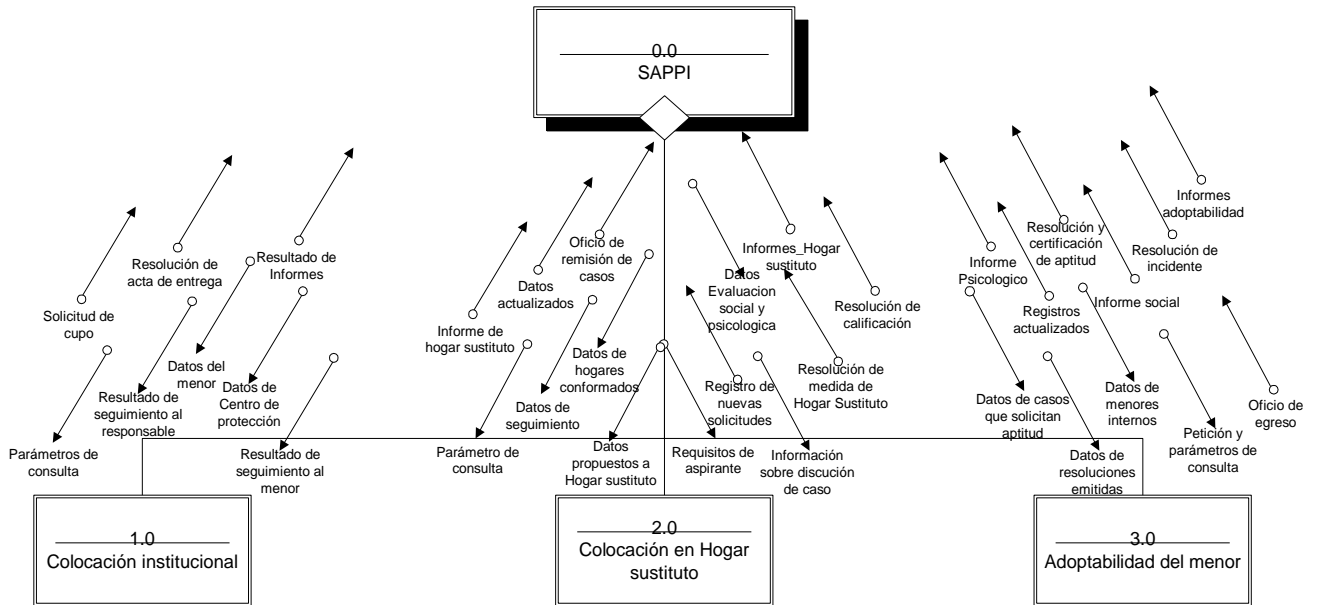 0.0
SAPPI
Solicitud de
cupo
Resolución de
acta de entrega
Resultado de
Informes
Parámetros de
consulta
Resultado de
seguimiento al
responsable
Datos del
menor
Datos de
Centro de
protección
Resultado de
seguimiento al
menor
Informe de
hogar sustituto
Datos
actualizados
Oficio de
remisión de
casos
Parámetro de
consulta
Datos de
seguimiento
Datos de
hogares
conformados
Datos
propuestos a
Hogar sustituto
Datos
Evaluacion
social y
psicologica
Informes_Hogar
sustituto
Resolución de
calificación
Registro de
nuevas
solicitudes
Resolución de
medida de
Hogar Sustituto
Requisitos de
aspirante
Información
sobre discución
de caso
Informe
Psicologico
Resolución y
certificación
de aptitud
Resolución de
incidente
Informes
adoptabilidad
Registros
actualizados
Informe social
Datos de casos
que solicitan
aptitud
Datos de
menores
internos
Oficio de
egreso
Datos de
resoluciones
emitidas
Petición y
parámetros de
consulta
1.0
Colocación institucional
2.0
Colocación en Hogar
sustituto
3.0
Adoptabilidad del menor